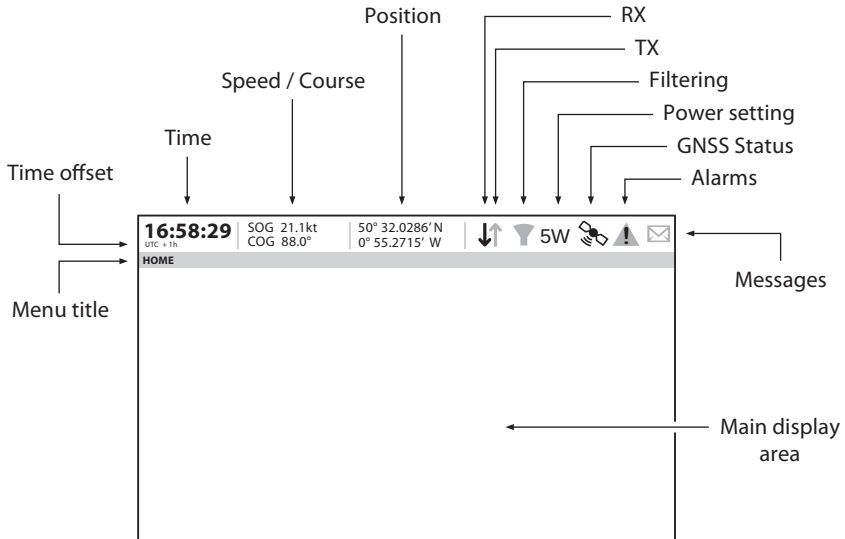 Position
RX
TX
Speed / Course
Filtering
Power setting
Time
GNSS Status
Time offset
Alarms
16:58:29
UTC + 1h
SOG 21.1kt
COG 88.0°
50° 32.0286′ N
0° 55.2715′ W
5W
HOME
Messages
Menu title
Main display
area